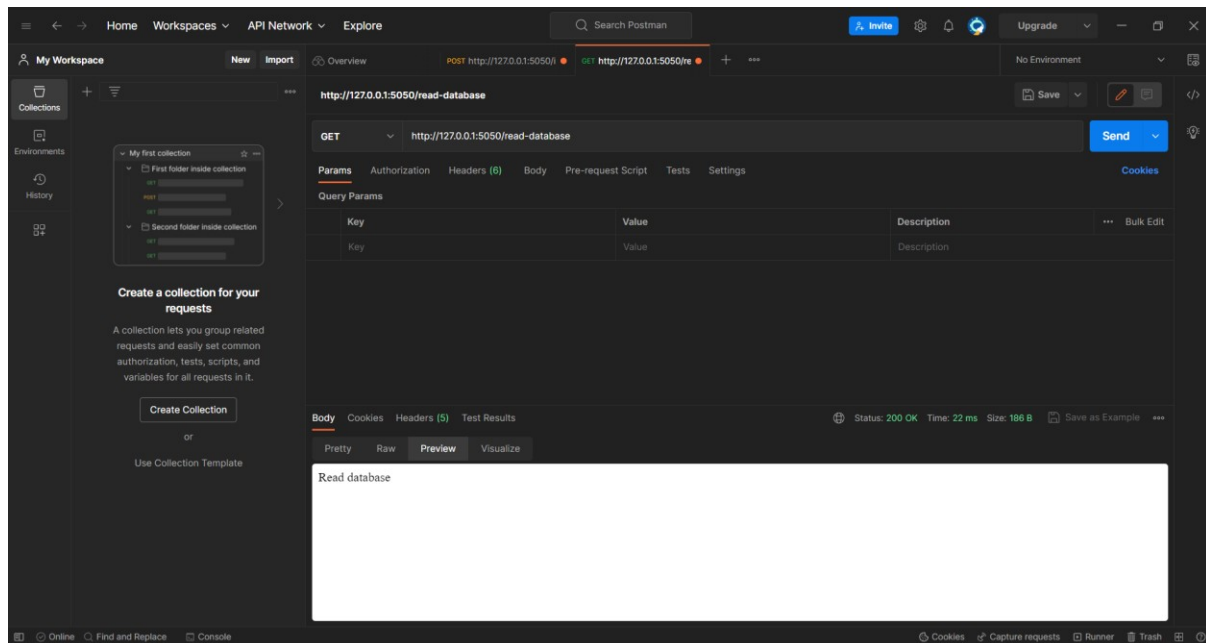 Home Workspaces API Network Explore Search Postman Invite Upgrade
My Workspace New Import Overview POST http://127.0.0.1:5050/i GET http://127.0.0.1:5050/re No Environment
Collections
Environments
History
My first collection
First folder inside collection
GET
POST
GET
Second folder inside collection
GET
GET
Create a collection for your
requests
A collection lets you group related
requests and easily set common
authorization, tests, scripts, and
variables for all requests in it.
Create Collection
or
Use Collection Template
http://127.0.0.1:5050/read-database Save
GET http://127.0.0.1:5050/read-database Send
Params Authorization Headers (6) Body Pre-request Script Tests Settings Cookies
Query Params
Key Value Description Bulk Edit
Key Value Description
Body Cookies Headers (5) Test Results Status: 200 OK Time: 22 ms Size: 186 B Save as Example
Pretty Raw Preview Visualize
Read database
Online Find and Replace Console Cookies Capture requests Runner Trash